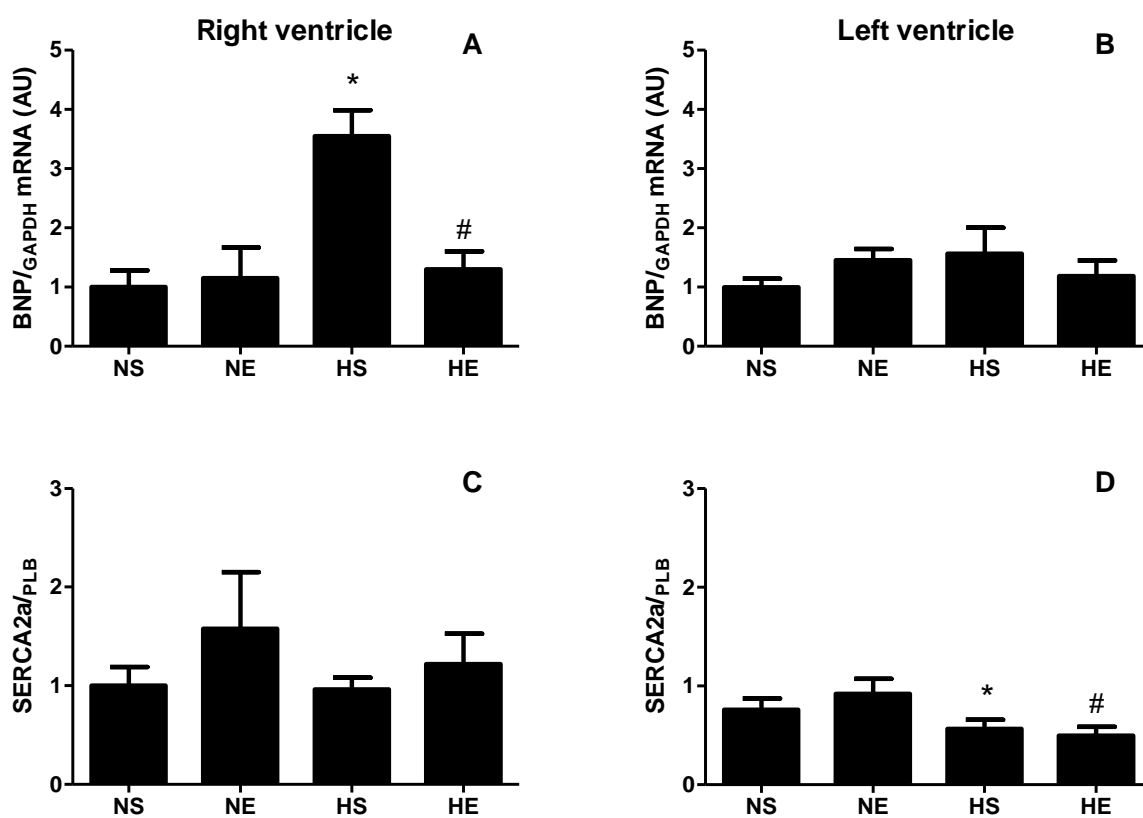 Right ventricle
A
BNP/GAPDH mRNA (AU)
5
4
3
2
1
0
*
#
NS NE HS HE
Left ventricle
B
BNP/GAPDH mRNA (AU)
5
4
3
2
1
0
NS NE HS HE
C
SERCA2a/PLB
3
2
1
0
NS NE HS HE
D
SERCA2a/PLB
3
2
1
0
*
#
NS NE HS HE